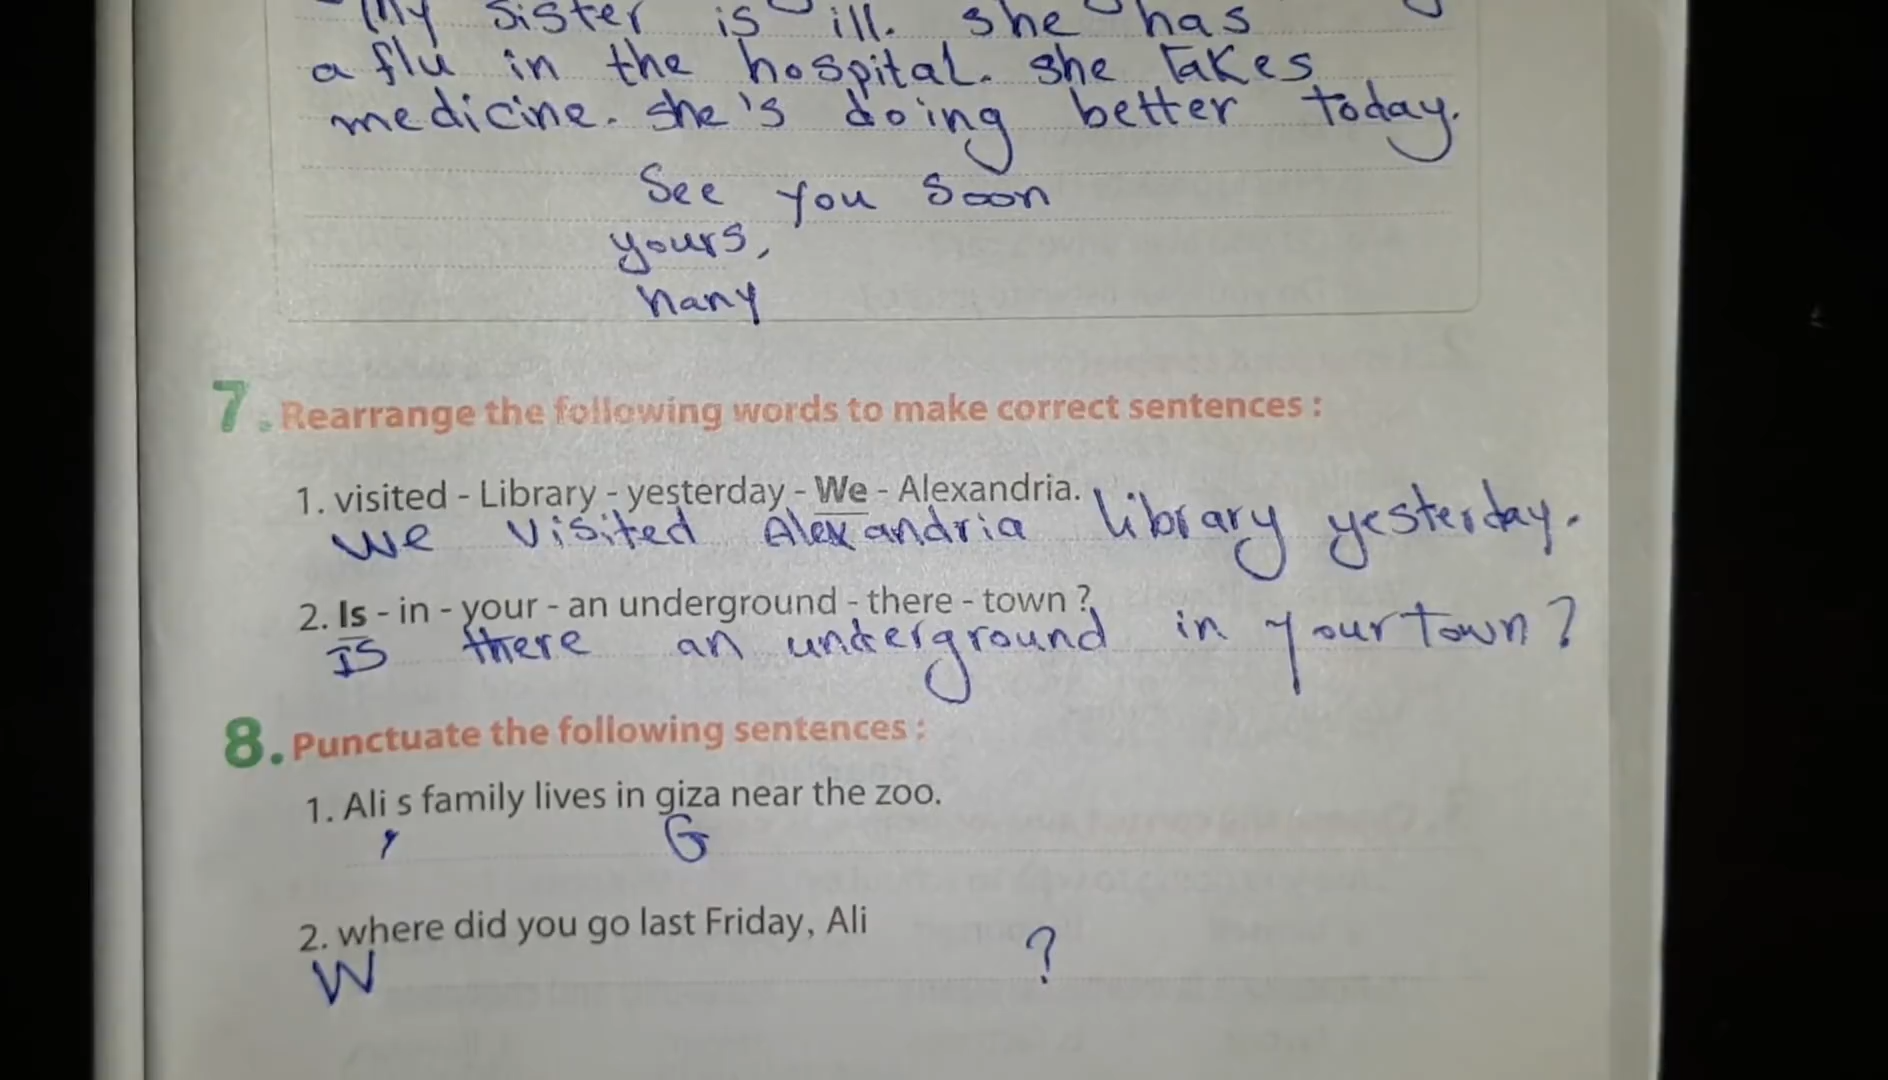 My sister is ill. she has
a flu in the hospital. she takes
medicine. she's doing better today.
See you soon
yours,
hany
7. Rearrange the following words to make correct sentences :
1. visited - Library - yesterday - We - Alexandria.
we visited Alexandria library yesterday.
2. Is - in - your - an underground - there - town ?
Is there an underground in your town?
8. Punctuate the following sentences :
1. Ali s family lives in giza near the zoo.
, G
2. where did you go last Friday, Ali
W ?